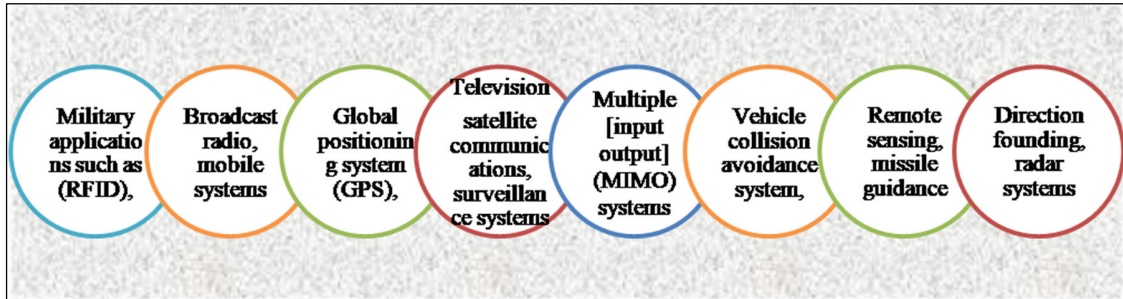 Military
applicatio
ns such as
(RFID),
Broadcast
radio,
mobile
systems
Global
positionin
g system
(GPS),
Television
satellite
communic
ations,
surveillan
ce systems
Multiple
[input
output]
(MIMO)
systems
Vehicle
collision
avoidance
system,
Remote
sensing,
missile
guidance
Direction
founding,
radar
systems